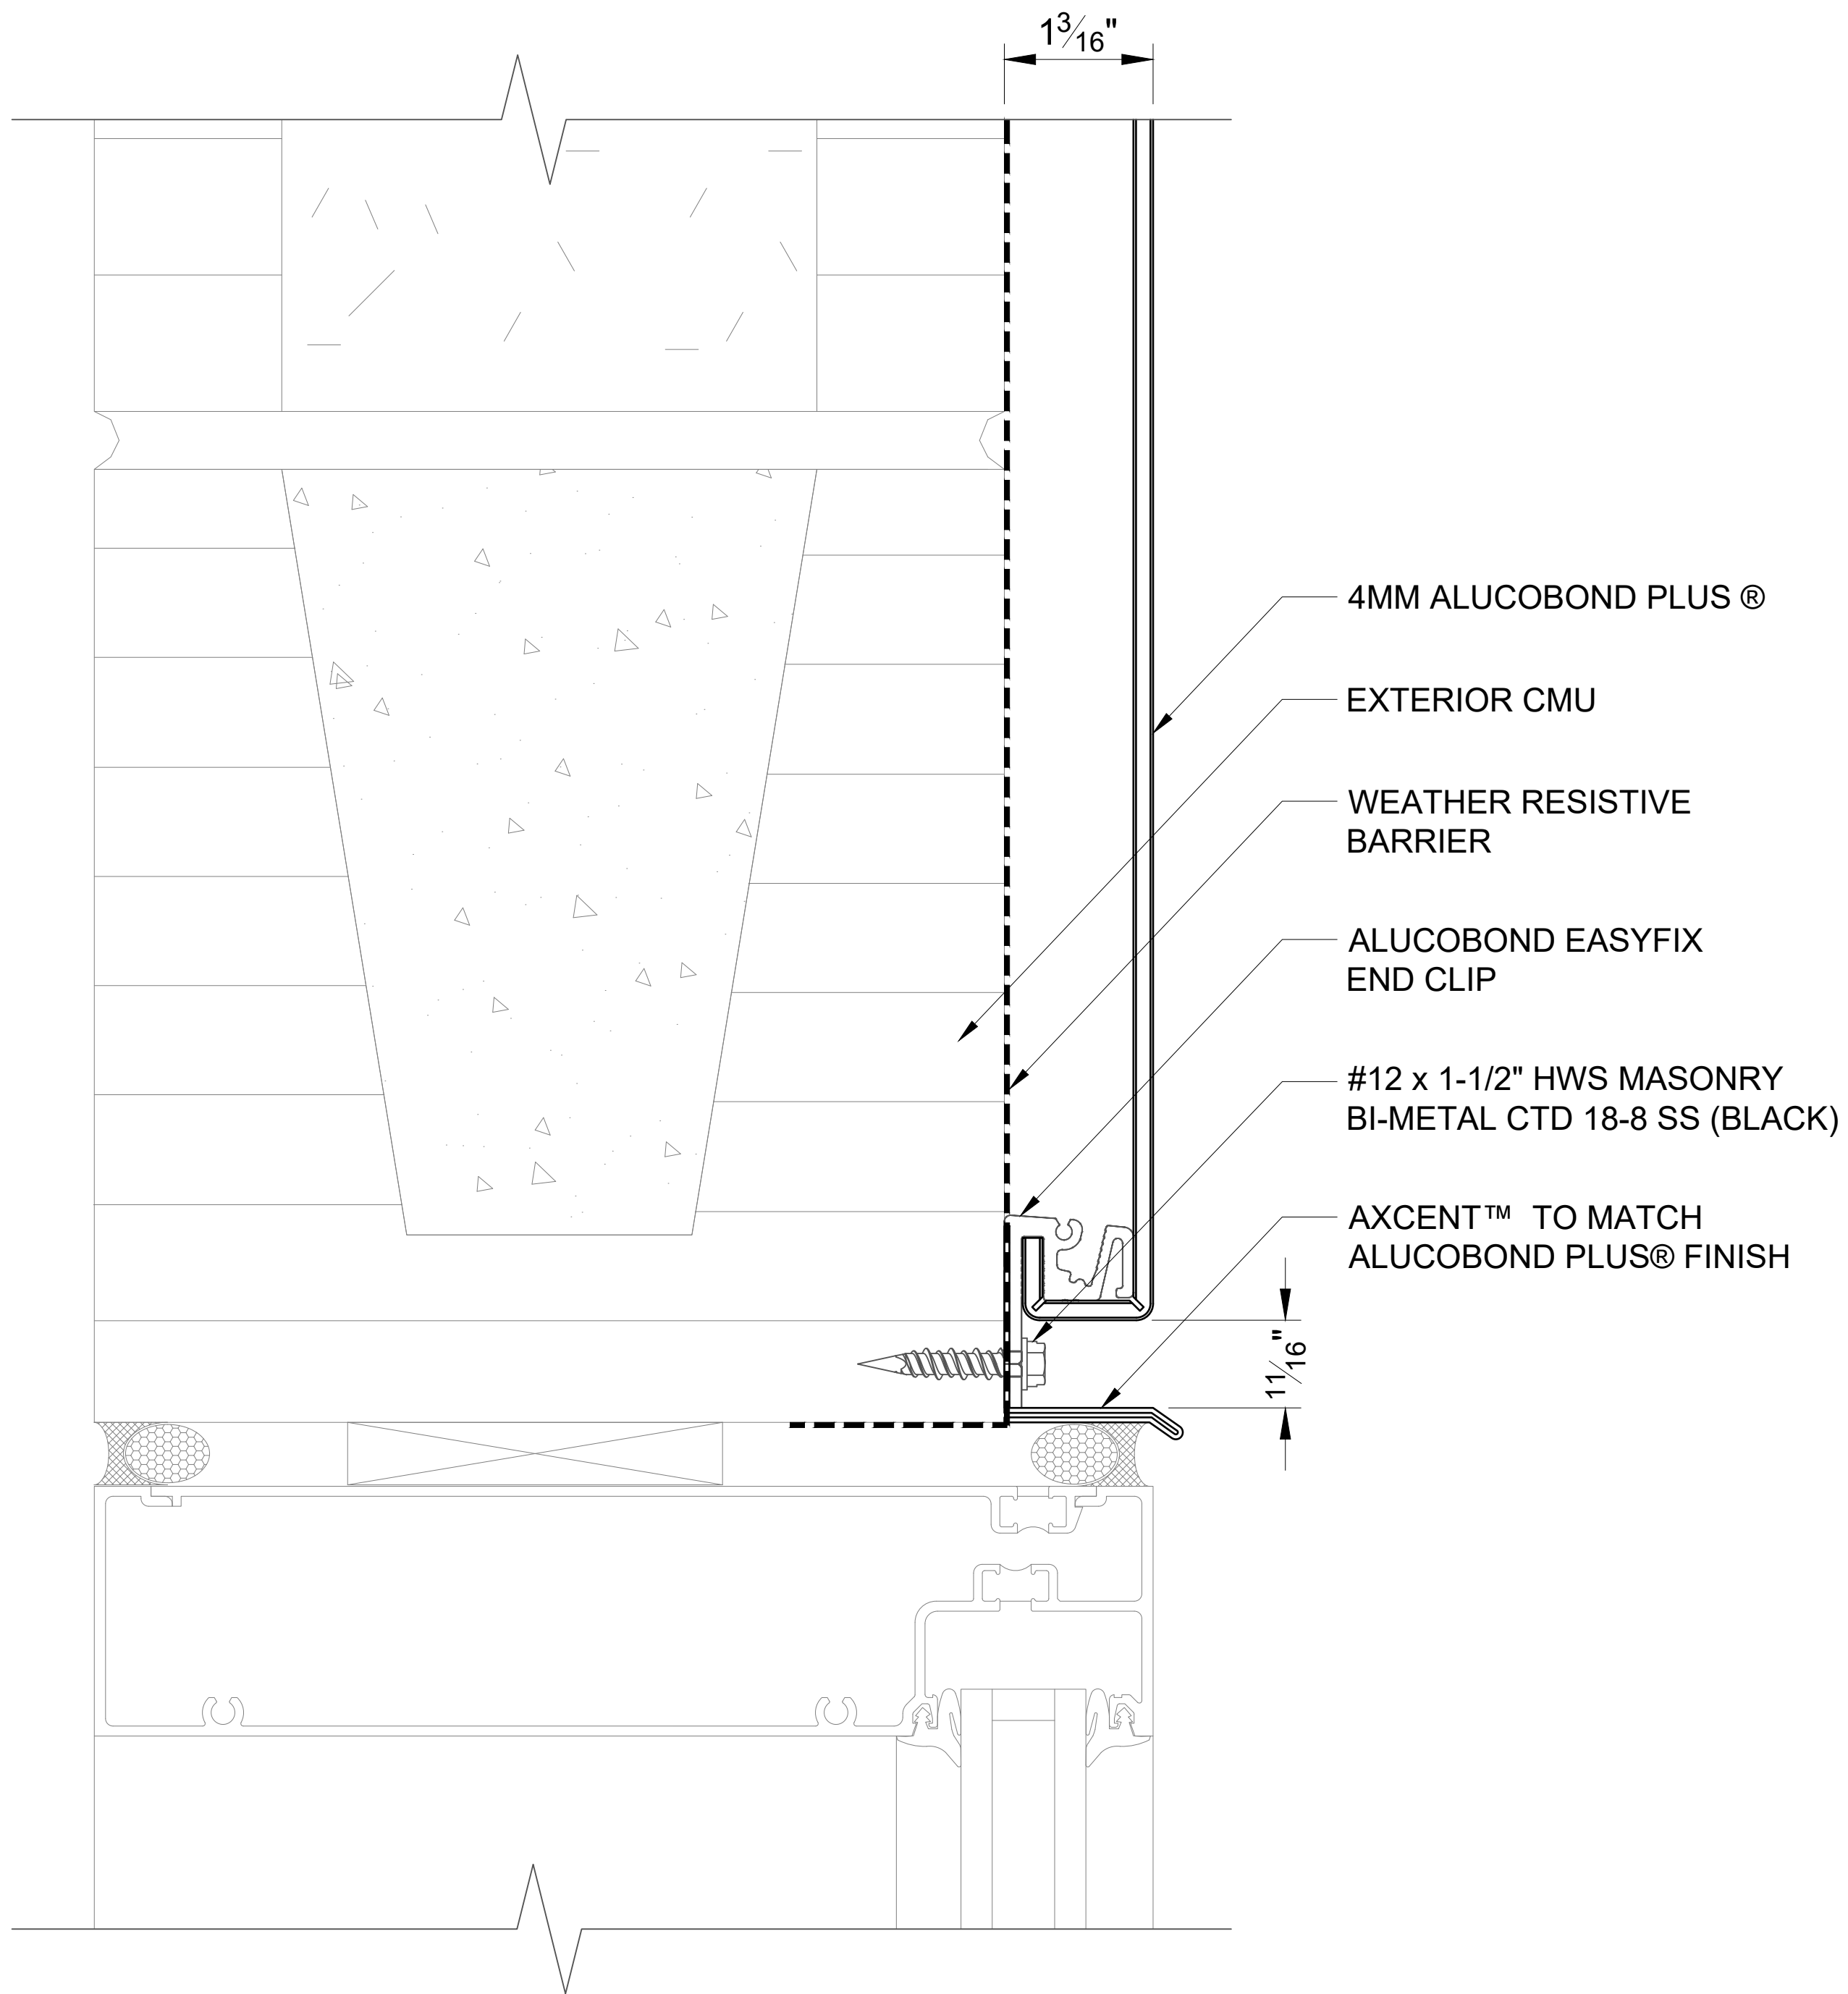 1 3/16"
4MM ALUCOBOND PLUS ®
EXTERIOR CMU
WEATHER RESISTIVE
BARRIER
ALUCOBOND EASYFIX
END CLIP
#12 x 1-1/2" HWS MASONRY
BI-METAL CTD 18-8 SS (BLACK)
AXCENT™ TO MATCH
ALUCOBOND PLUS® FINISH
11/16"